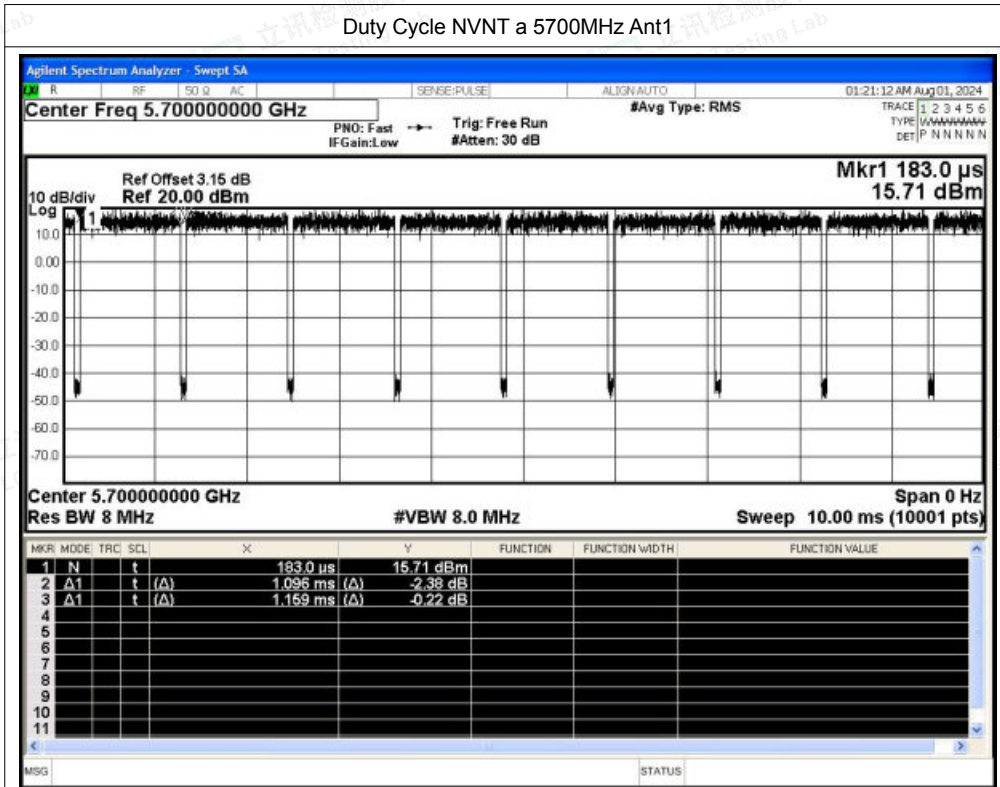 Duty Cycle NVNT a 5700MHz Ant1
Agilent Spectrum Analyzer - Swept SA
R RF 50 Ω AC SENSE:PULSE ALIGNAUTO 01:21:12 AM Aug 01, 2024
Center Freq 5.700000000 GHz #Avg Type: RMS TRACE 1 2 3 4 5 6
PNO: Fast Trig: Free Run TYPE
IFGain:Low #Atten: 30 dB DET P N N N N N
Mkr1 183.0 µs
Ref Offset 3.15 dB
10 dB/div Ref 20.00 dBm 15.71 dBm
Log
1
10.0
0.00
-10.0
-20.0
-30.0
-40.0
-50.0
-60.0
-70.0
Center 5.700000000 GHz Span 0 Hz
Res BW 8 MHz #VBW 8.0 MHz Sweep 10.00 ms (10001 pts)
MKR MODE TRC SCL X Y FUNCTION FUNCTION WIDTH FUNCTION VALUE
1 N t 183.0 µs 15.71 dBm
2 Δ1 t (Δ) 1.096 ms (Δ) -2.38 dB
3 Δ1 t (Δ) 1.159 ms (Δ) -0.22 dB
4
5
6
7
8
9
10
11
MSG STATUS